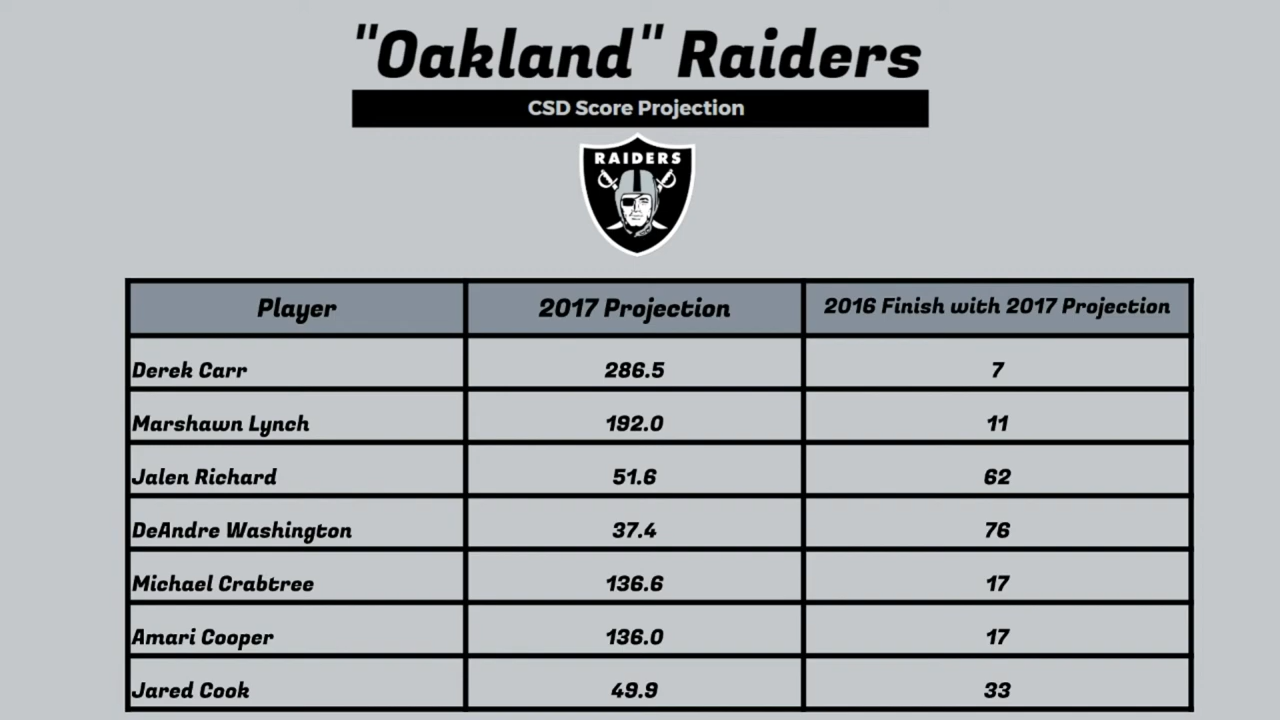 "Oakland" Raiders
CSD Score Projection
RAIDERS
Player 2017 Projection 2016 Finish with 2017 Projection
Derek Carr 286.5 7
Marshawn Lynch 192.0 11
Jalen Richard 51.6 62
DeAndre Washington 37.4 76
Michael Crabtree 136.6 17
Amari Cooper 136.0 17
Jared Cook 49.9 33